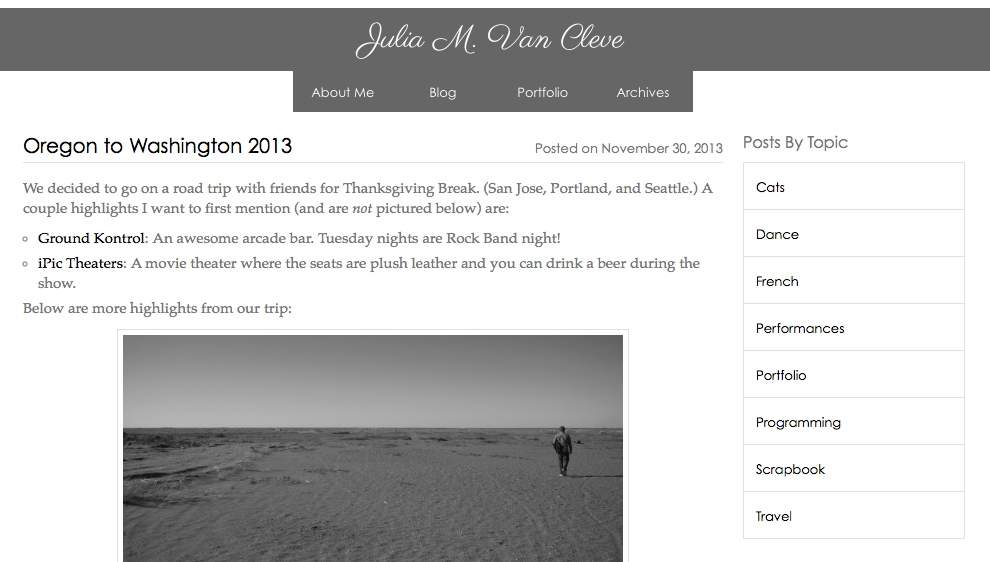 Julia M. Van Cleve
About Me Blog Portfolio Archives
Oregon to Washington 2013
Posted on November 30, 2013
We decided to go on a road trip with friends for Thanksgiving Break. (San Jose, Portland, and Seattle.) A
couple highlights I want to first mention (and are not pictured below) are:
Ground Kontrol: An awesome arcade bar. Tuesday nights are Rock Band night!
iPic Theaters: A movie theater where the seats are plush leather and you can drink a beer during the
show.
Below are more highlights from our trip:
Posts By Topic
Cats
Dance
French
Performances
Portfolio
Programming
Scrapbook
Travel